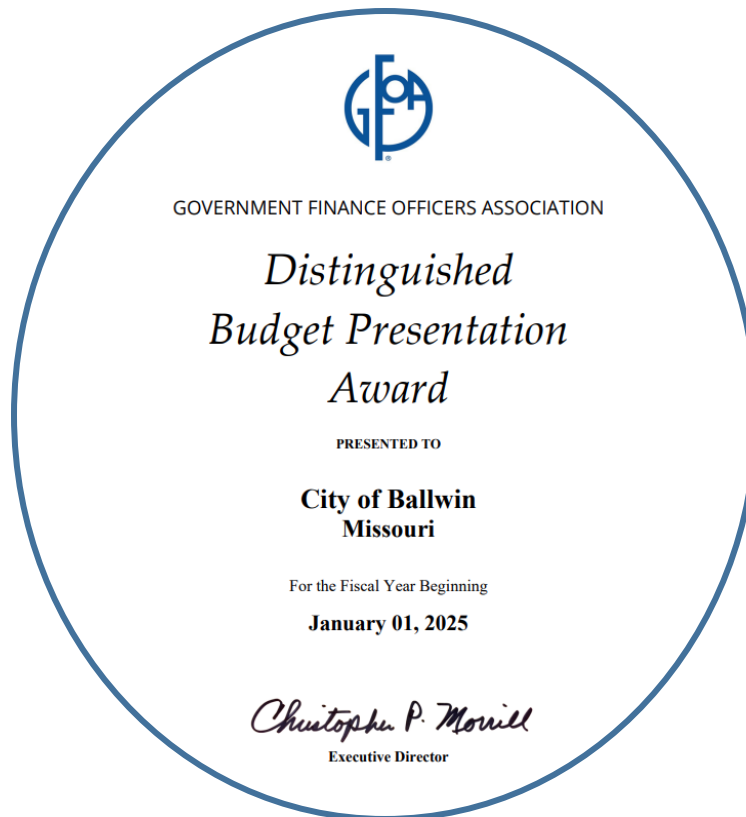 GFOA
GOVERNMENT FINANCE OFFICERS ASSOCIATION
Distinguished
Budget Presentation
Award
PRESENTED TO
City of Ballwin
Missouri
For the Fiscal Year Beginning
January 01, 2025
Christopher P. Morrill
Executive Director